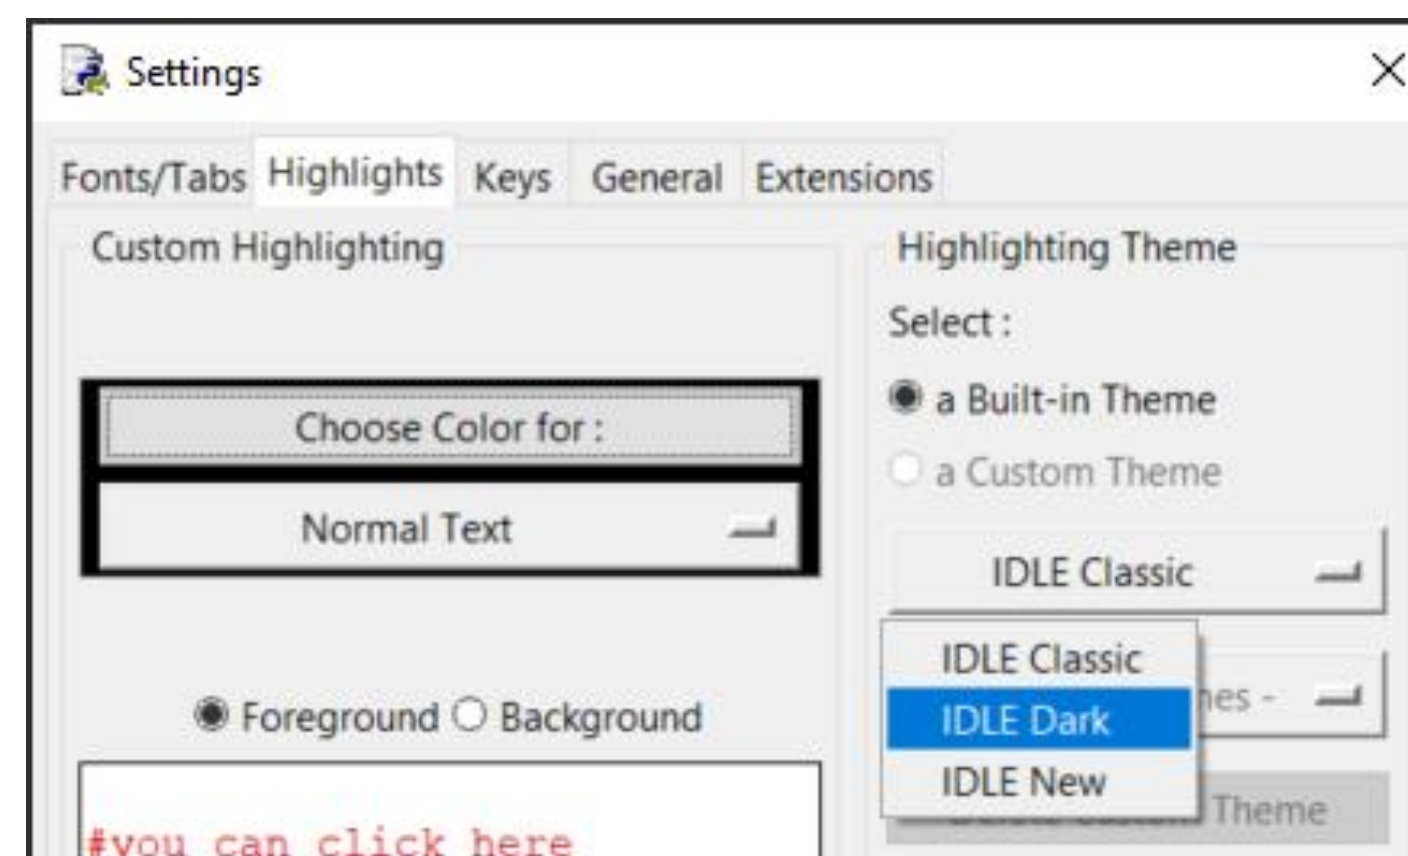 Settings
Fonts/Tabs Highlights Keys General Extensions
Custom Highlighting
Choose Color for :
Normal Text
Foreground Background
#you can click here
Highlighting Theme
Select :
a Built-in Theme
a Custom Theme
IDLE Classic
IDLE Classic
IDLE Dark
IDLE New
Theme